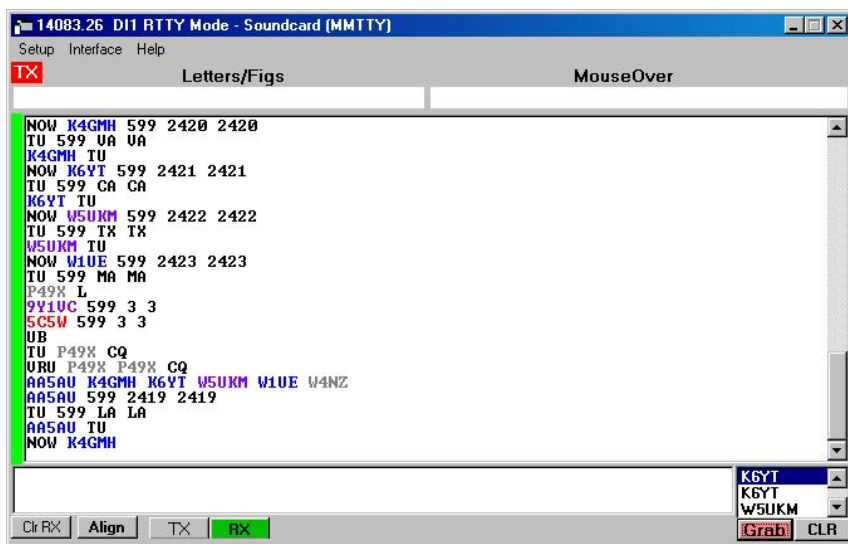 14083.26 DI1 RTTY Mode - Soundcard (MMTTY)
Setup Interface Help
TX
Letters/Figs MouseOver
NOW K4GMH 599 2420 2420
TU 599 VA VA
K4GMH TU
NOW K6YT 599 2421 2421
TU 599 CA CA
K6YT TU
NOW W5UKM 599 2422 2422
TU 599 TX TX
W5UKM TU
NOW W1UE 599 2423 2423
TU 599 MA MA
P49X L
9Y1VC 599 3 3
5C5W 599 3 3
UB
TU P49X CQ
VRU P49X P49X CQ
AA5AU K4GMH K6YT W5UKM W1UE W4NZ
AA5AU 599 2419 2419
TU 599 LA LA
AA5AU TU
NOW K4GMH
K6YT
K6YT
W5UKM
Clr RX Align TX RX Grab CLR